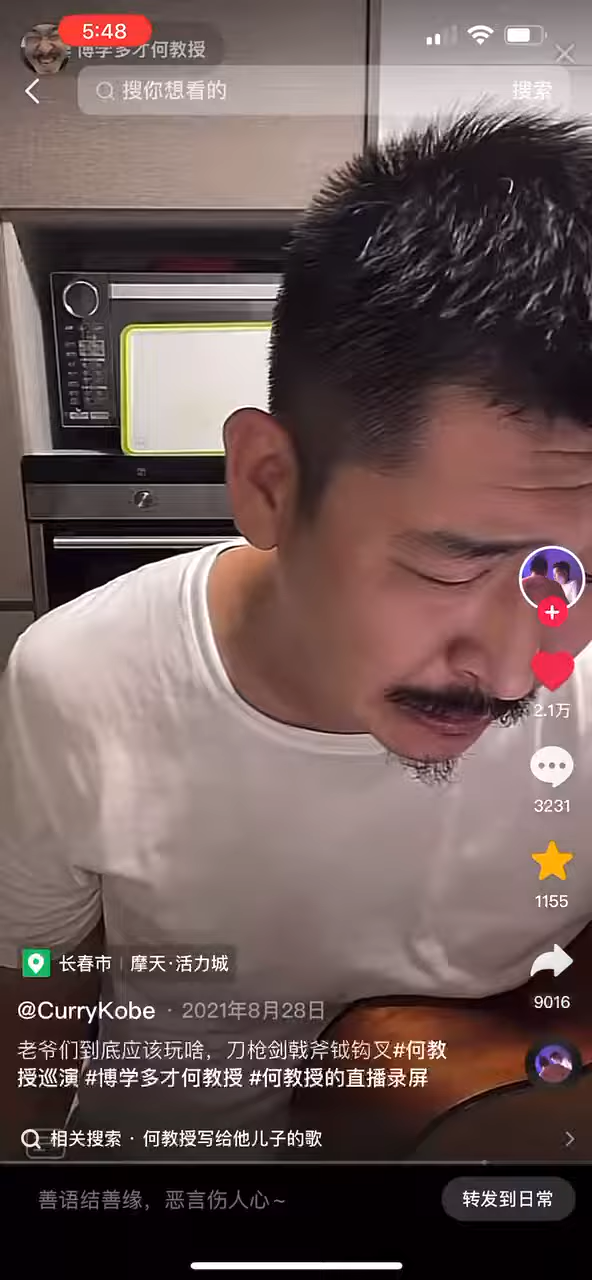 5:48
博学多才何教授
搜你想看的
搜索
2.1万
3231
1155
9016
长春市
摩天·活力城
@CurryKobe · 2021年8月28日
老爷们到底应该玩啥，刀枪剑戟斧钺钩叉#何教
授巡演 #博学多才何教授 #何教授的直播录屏
相关搜索 · 何教授写给他儿子的歌
善语结善缘，恶言伤人心～
转发到日常